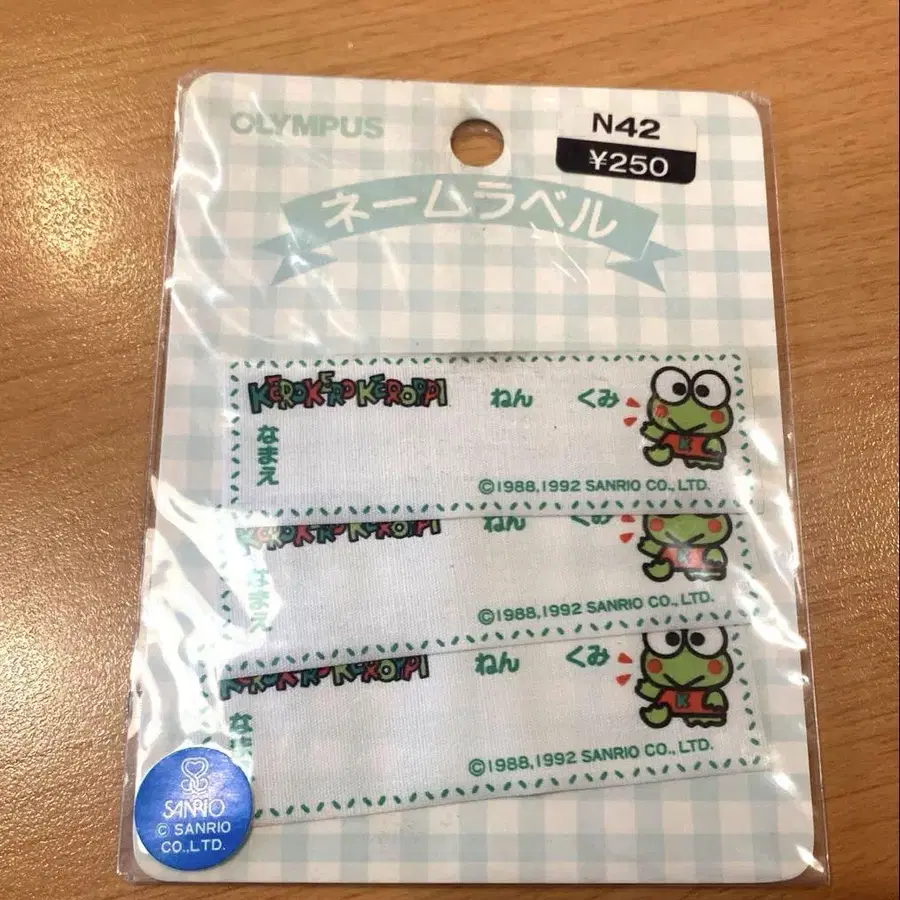 OLYMPUS
N42
¥250
ネームラベル
KEROKEROKEROPPI ねん くみ
なまえ
K
©1988,1992 SANRIO CO., LTD.
KEROKEROKEROPPI ねん くみ
なまえ
K
©1988,1992 SANRIO CO., LTD.
KEROKEROKEROPPI ねん くみ
な
K
©1988,1992 SANRIO CO., LTD.
SANRIO
© SANRIO
CO.,LTD.